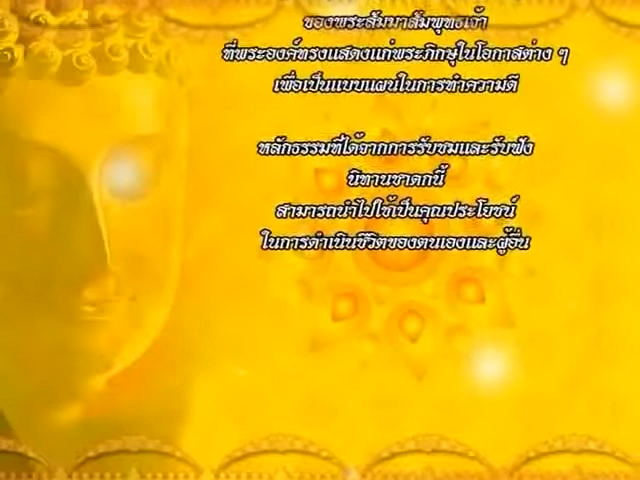 ของพระสัมมาสัมพุทธเจ้า
ที่พระองค์ทรงแสดงแก่พระภิกษุในโอกาสต่าง ๆ
เพื่อเป็นแบบแผนในการทำความดี
หลักธรรมที่ได้จากการรับชมและรับฟัง
นิทานชาดกนี้
สามารถนำไปใช้เป็นคุณประโยชน์
ในการดำเนินชีวิตของตนเองและผู้อื่น